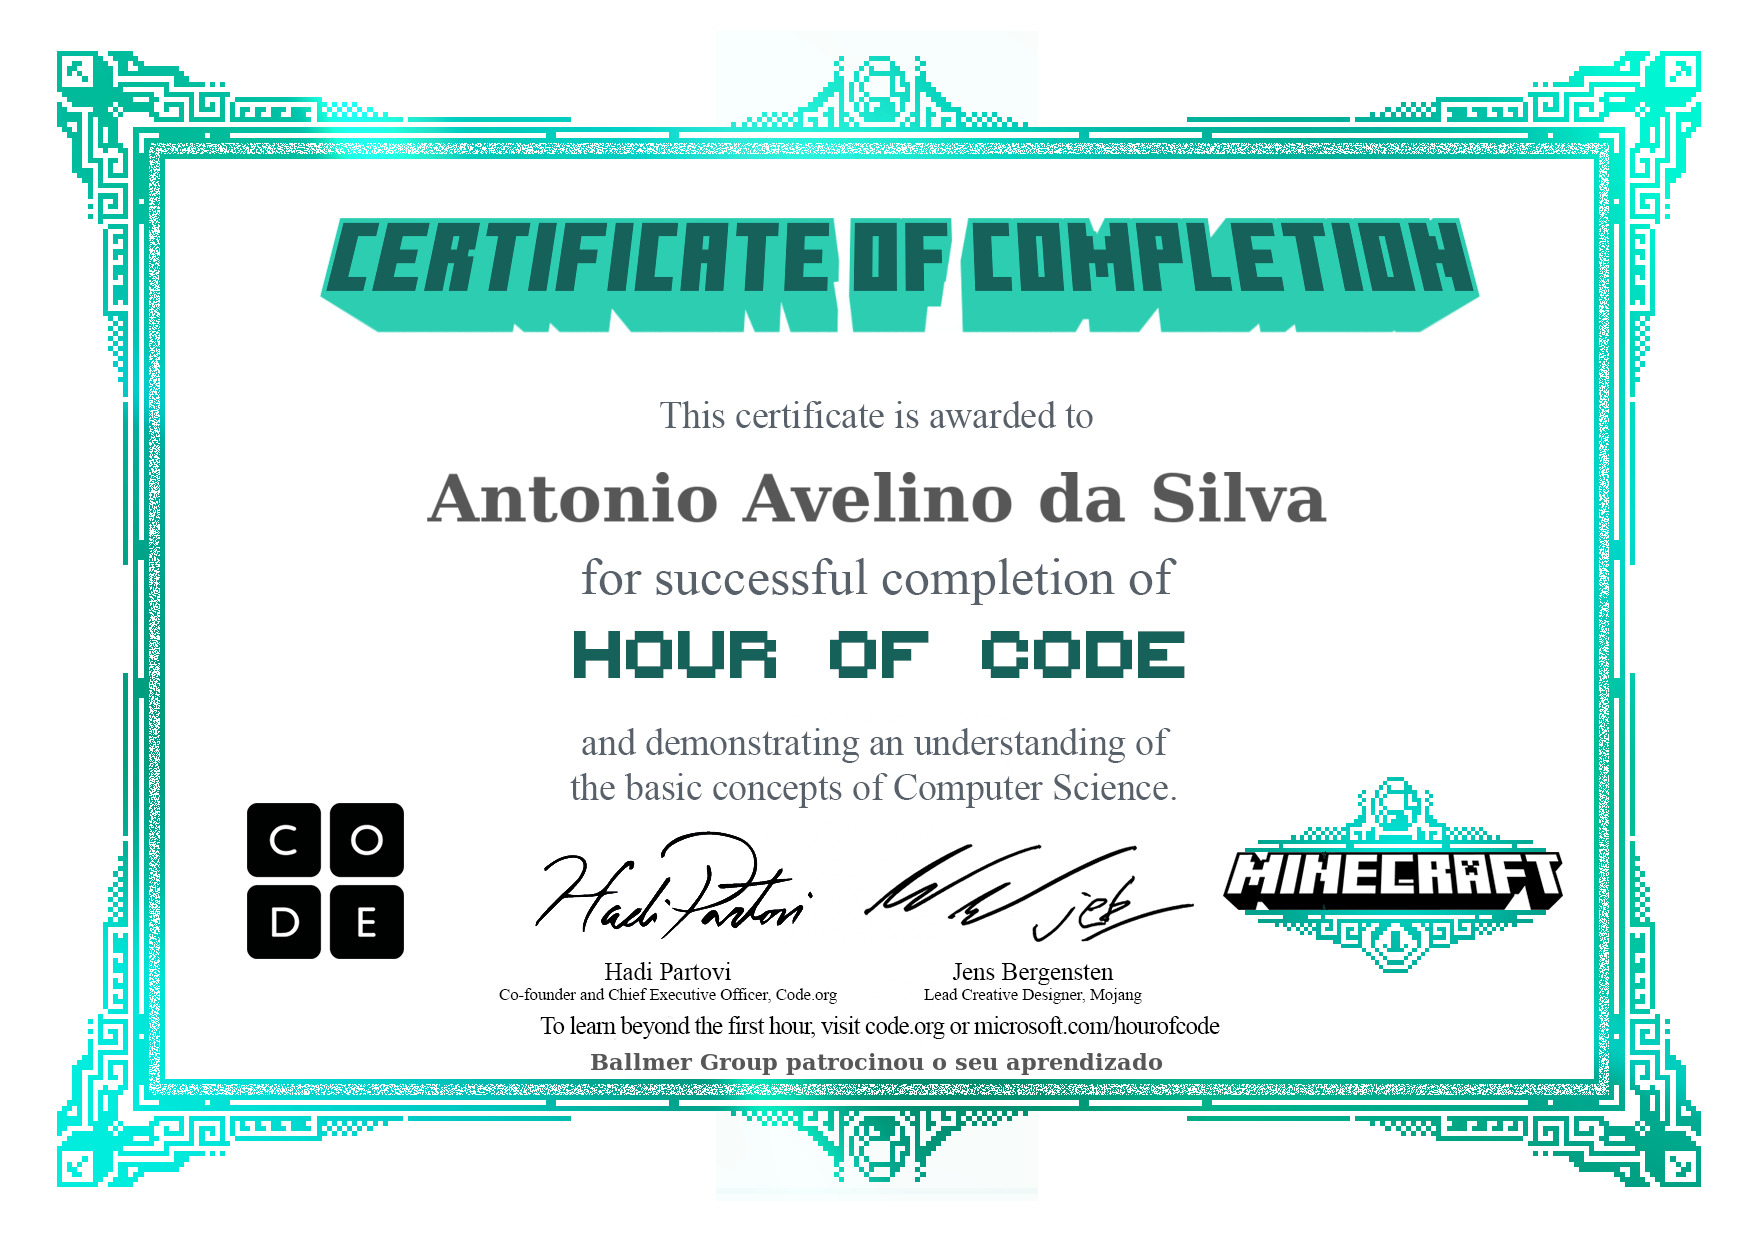 CERTIFICATE OF COMPLETION
This certificate is awarded to
Antonio Avelino da Silva
for successful completion of
HOUR OF CODE
and demonstrating an understanding of
the basic concepts of Computer Science.
C O
D E
Hadi Partovi
jeb
MINECRAFT
Hadi Partovi
Co-founder and Chief Executive Officer, Code.org
Jens Bergensten
Lead Creative Designer, Mojang
To learn beyond the first hour, visit code.org or microsoft.com/hourofcode
Ballmer Group patrocinou o seu aprendizado